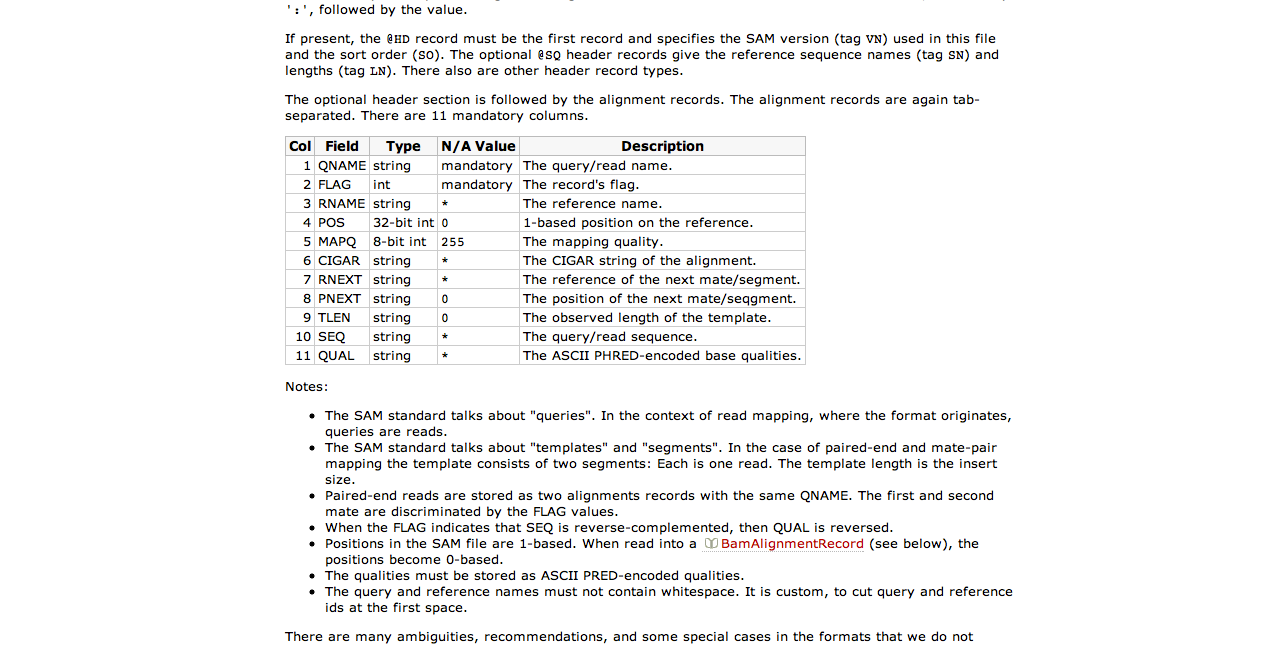 ':', followed by the value.
If present, the @HD record must be the first record and specifies the SAM version (tag VN) used in this file
and the sort order (SO). The optional @SQ header records give the reference sequence names (tag SN) and
lengths (tag LN). There also are other header record types.
The optional header section is followed by the alignment records. The alignment records are again tab-
separated. There are 11 mandatory columns.
Col Field Type N/A Value Description
1 QNAME string mandatory The query/read name.
2 FLAG int mandatory The record's flag.
3 RNAME string * The reference name.
4 POS 32-bit int 0 1-based position on the reference.
5 MAPQ 8-bit int 255 The mapping quality.
6 CIGAR string * The CIGAR string of the alignment.
7 RNEXT string * The reference of the next mate/segment.
8 PNEXT string 0 The position of the next mate/seqgment.
9 TLEN string 0 The observed length of the template.
10 SEQ string * The query/read sequence.
11 QUAL string * The ASCII PHRED-encoded base qualities.
Notes:
• The SAM standard talks about "queries". In the context of read mapping, where the format originates,
queries are reads.
• The SAM standard talks about "templates" and "segments". In the case of paired-end and mate-pair
mapping the template consists of two segments: Each is one read. The template length is the insert
size.
• Paired-end reads are stored as two alignments records with the same QNAME. The first and second
mate are discriminated by the FLAG values.
• When the FLAG indicates that SEQ is reverse-complemented, then QUAL is reversed.
• Positions in the SAM file are 1-based. When read into a BamAlignmentRecord (see below), the
positions become 0-based.
• The qualities must be stored as ASCII PRED-encoded qualities.
• The query and reference names must not contain whitespace. It is custom, to cut query and reference
ids at the first space.
There are many ambiguities, recommendations, and some special cases in the formats that we do not